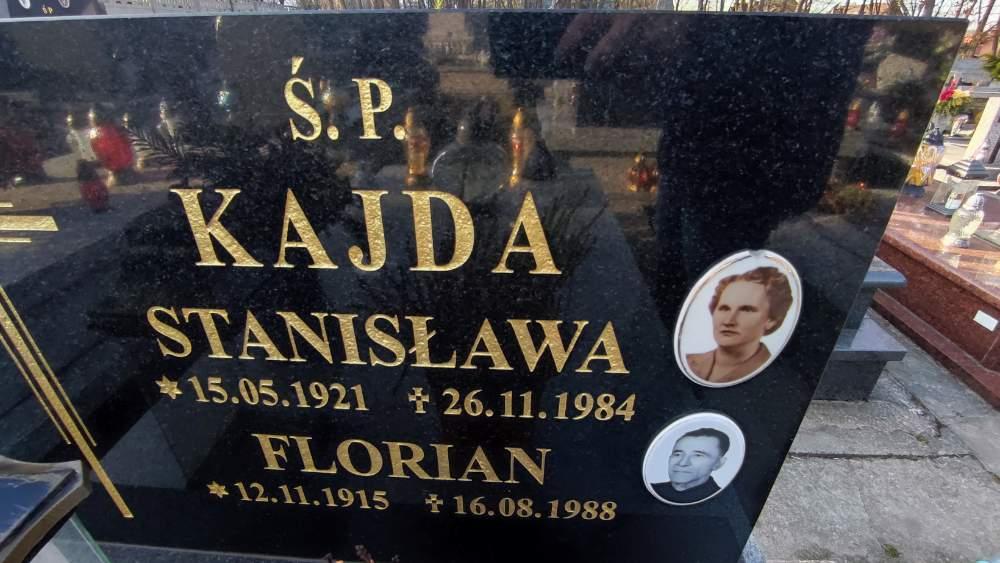 Ś.P.
Ś. P.
KAJDA
STANISŁAWA
* 15.05.1921 ✝ 26.11.1984
FLORIAN
* 12.11.1915 ✝ 16.08.1988